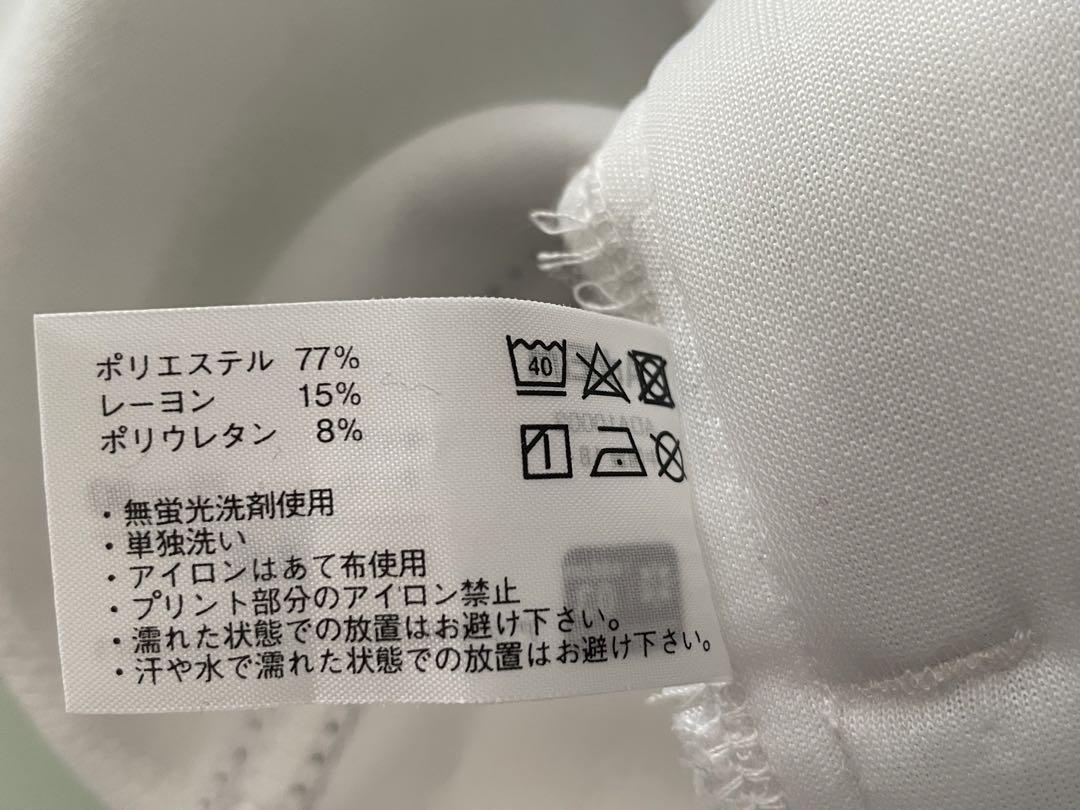 ポリエステル 77%
レーヨン 15%
ポリウレタン 8%
40
・無蛍光洗剤使用
・単独洗い
・アイロンはあて布使用
・プリント部分のアイロン禁止
・濡れた状態での放置はお避け下さい。
・汗や水で濡れた状態での放置はお避け下さい。